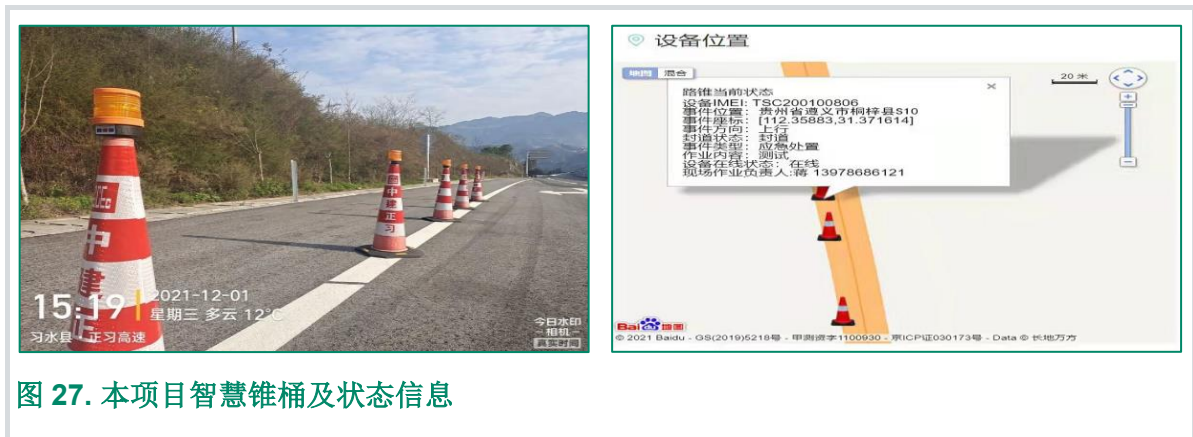 CCEC
中
建
15:19
2021-12-01
星期三 多云 12°C
习水县·正习高速
中
建
正
习
今日水印
-相机-
真实时间
设备位置
地图 混合
20 米
路锥当前状态
设备IMEI: TSC200100806
事件位置: 贵州省遵义市桐梓县S10
事件座标: [112.35883,31.371614]
事件方向: 上行
封道状态: 封道
事件类型: 应急处置
作业内容: 测试
设备在线状态: 在线
现场作业负责人:蒋 13978686121
Bai 地图
© 2021 Baidu - GS(2019)5218号 - 甲测资字1100930 - 京ICP证030173号 - Data © 长地万方
图 27. 本项目智慧锥桶及状态信息